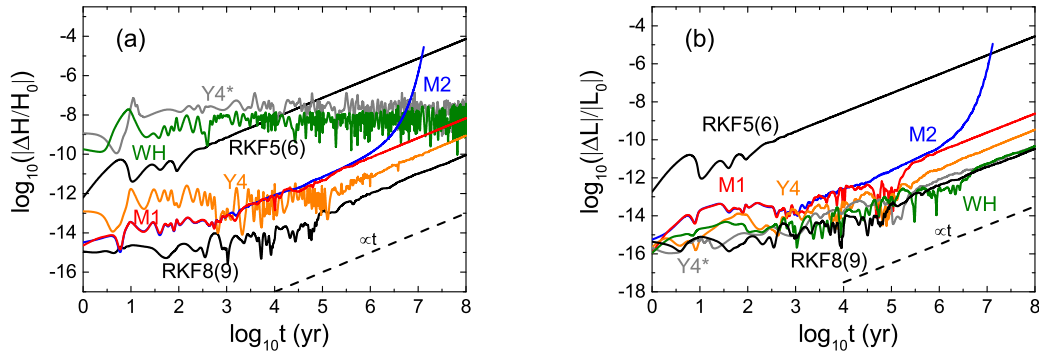 (a)
log10(|ΔH/H0|)
-4
-6
-8
-10
-12
-14
-16
Y4*
WH
RKF5(6)
M2
Y4
M1
RKF8(9)
∝t
0 1 2 3 4 5 6 7 8
log10t (yr)
(b)
log10(|ΔL|/|L0|)
-4
-6
-8
-10
-12
-14
-16
-18
RKF5(6)
M2
M1
Y4
WH
Y4*
RKF8(9)
∝t
0 1 2 3 4 5 6 7 8
log10t (yr)